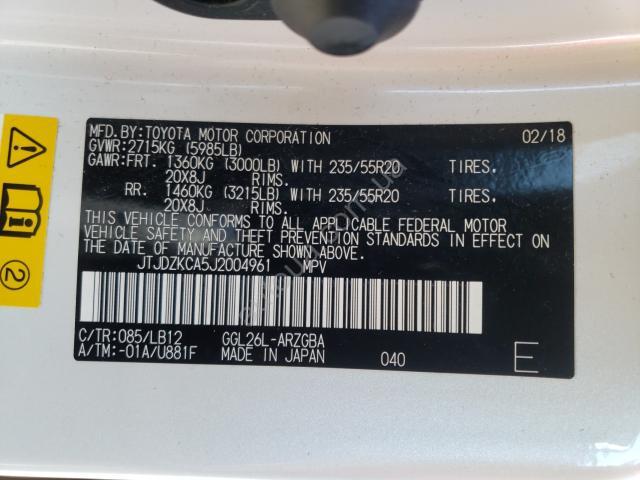 MFD.BY:TOYOTA MOTOR CORPORATION 02/18
GVWR:2715KG (5985LB)
GAWR:FRT. 1360KG (3000LB) WITH 235/55R20 TIRES.
20X8J RIMS.
RR. 1460KG (3215LB) WITH 235/55R20 TIRES.
20X8J RIMS.
THIS VEHICLE CONFORMS TO ALL APPLICABLE FEDERAL MOTOR
VEHICLE SAFETY AND THEFT PREVENTION STANDARDS IN EFFECT ON
THE DATE OF MANUFACTURE SHOWN ABOVE.
JTJDZKCA5J2004961 MPV
C/TR:085/LB12 GGL26L-ARZGBA
A/TM:-01A/U881F MADE IN JAPAN 040 E
2